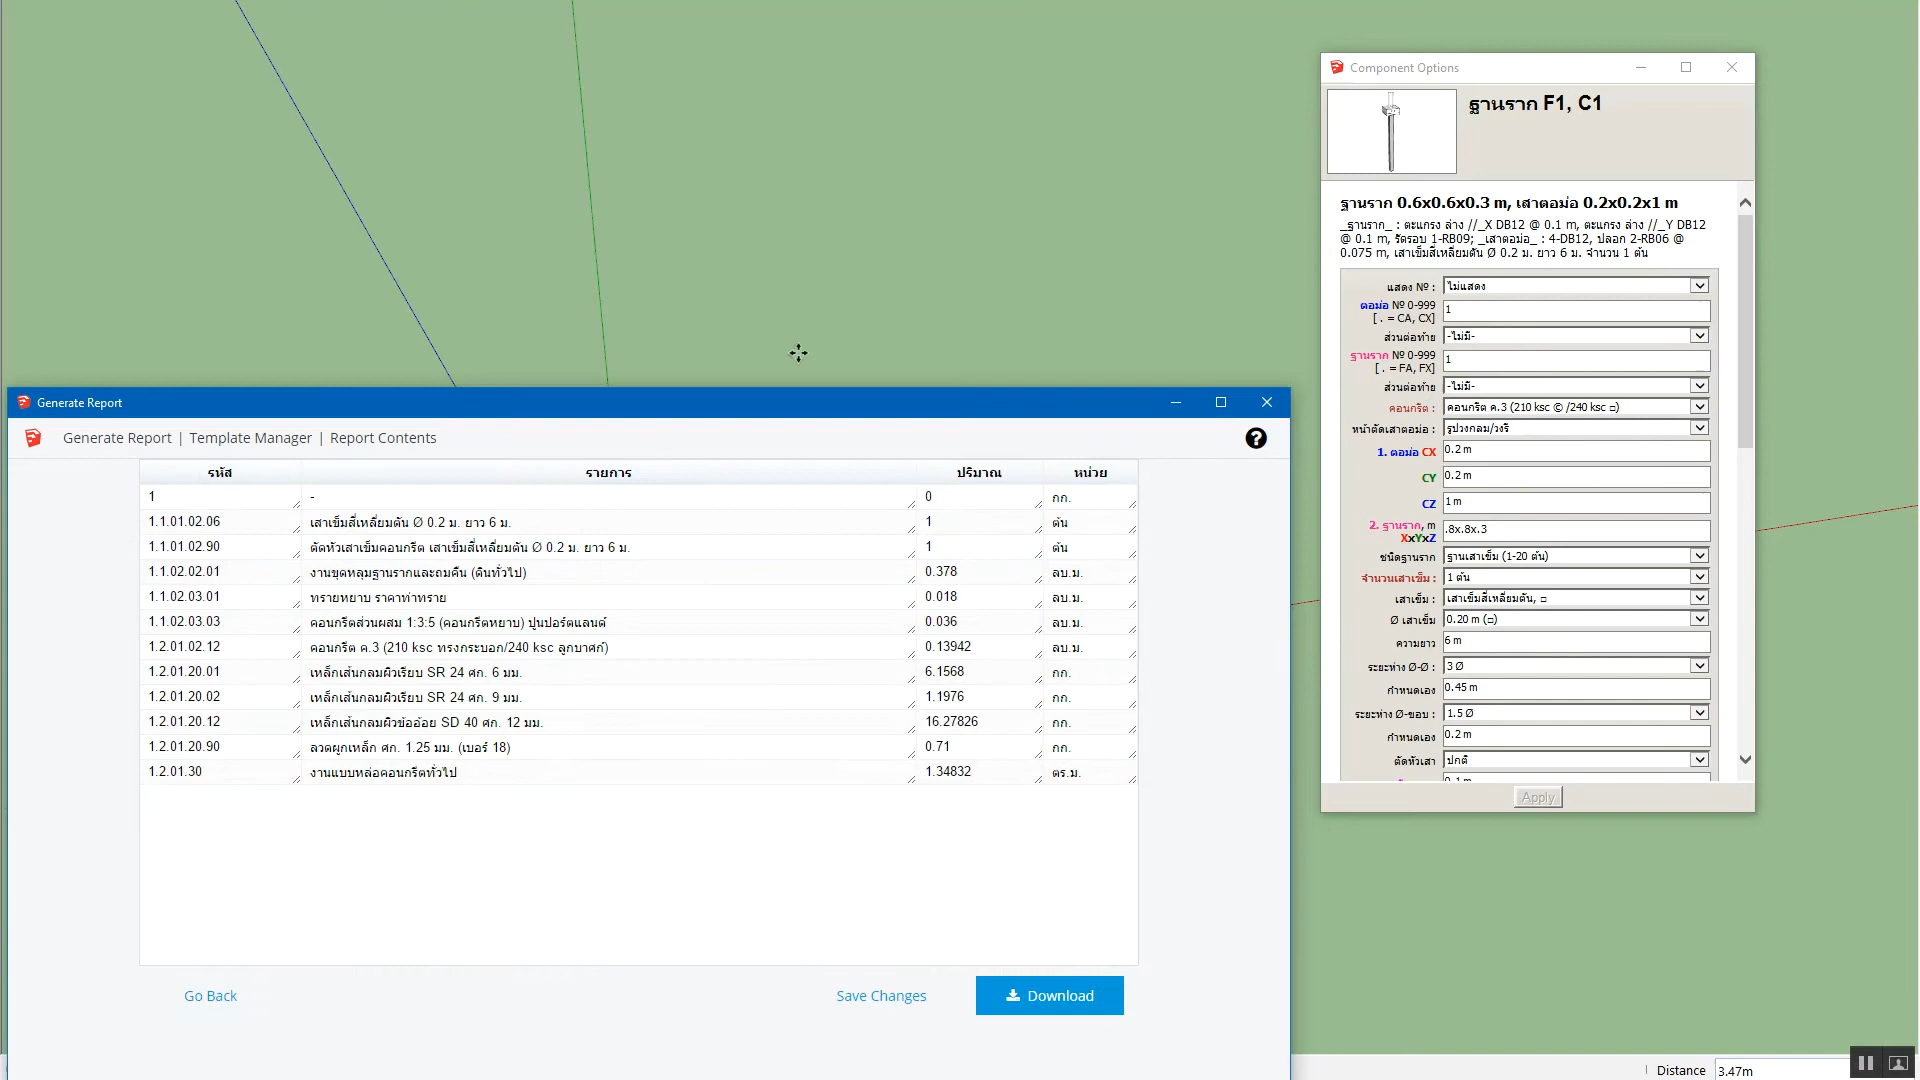 Component Options
ฐานราก F1, C1
ฐานราก 0.6x0.6x0.3 m, เสาตอม่อ 0.2x0.2x1 m
_ฐานราก_ : ตะแกรง ล่าง //_X DB12 @ 0.1 m, ตะแกรง ล่าง //_Y DB12
@ 0.1 m, รัดรอบ 1-RB09; _เสาตอม่อ_ : 4-DB12, ปลอก 2-RB06 @
0.075 m, เสาเข็มสี่เหลี่ยมตัน Ø 0.2 ม. ยาว 6 ม. จำนวน 1 ต้น
แสดง Nº : ไม่แสดง
ตอม่อ Nº 0-999
[ . = CA, CX] 1
ส่วนต่อท้าย -ไม่มี-
ฐานราก Nº 0-999
[ . = FA, FX] 1
ส่วนต่อท้าย -ไม่มี-
คอนกรีต : คอนกรีต ค.3 (210 ksc © /240 ksc □)
หน้าตัดเสาตอม่อ : รูปวงกลม/วงรี
1. ตอม่อ CX 0.2 m
CY 0.2 m
CZ 1 m
2. ฐานราก, m
XxYxZ .8x.8x.3
ชนิดฐานราก ฐานเสาเข็ม (1-20 ต้น)
จำนวนเสาเข็ม : 1 ต้น
เสาเข็ม : เสาเข็มสี่เหลี่ยมตัน, □
Ø เสาเข็ม 0.20 m (□)
ความยาว 6 m
ระยะห่าง Ø-Ø : 3 Ø
กำหนดเอง 0.45 m
ระยะห่าง Ø-ขอบ : 1.5 Ø
กำหนดเอง 0.2 m
ตัดหัวเสา ปกติ
Apply
Generate Report
Generate Report | Template Manager | Report Contents
รหัส รายการ ปริมาณ หน่วย
1 - 0 กก.
1.1.01.02.06 เสาเข็มสี่เหลี่ยมตัน Ø 0.2 ม. ยาว 6 ม. 1 ต้น
1.1.01.02.90 ตัดหัวเสาเข็มคอนกรีต เสาเข็มสี่เหลี่ยมตัน Ø 0.2 ม. ยาว 6 ม. 1 ต้น
1.1.02.02.01 งานขุดหลุมฐานรากและถมคืน (ดินทั่วไป) 0.378 ลบ.ม.
1.1.02.03.01 ทรายหยาบ ราคาท่าทราย 0.018 ลบ.ม.
1.1.02.03.03 คอนกรีตส่วนผสม 1:3:5 (คอนกรีตหยาบ) ปูนปอร์ตแลนด์ 0.036 ลบ.ม.
1.2.01.02.12 คอนกรีต ค.3 (210 ksc ทรงกระบอก/240 ksc ลูกบาศก์) 0.13942 ลบ.ม.
1.2.01.20.01 เหล็กเส้นกลมผิวเรียบ SR 24 ศก. 6 มม. 6.1568 กก.
1.2.01.20.02 เหล็กเส้นกลมผิวเรียบ SR 24 ศก. 9 มม. 1.1976 กก.
1.2.01.20.12 เหล็กเส้นกลมผิวข้ออ้อย SD 40 ศก. 12 มม. 16.27826 กก.
1.2.01.20.90 ลวดผูกเหล็ก ศก. 1.25 มม. (เบอร์ 18) 0.71 กก.
1.2.01.30 งานแบบหล่อคอนกรีตทั่วไป 1.34832 ตร.ม.
Go Back Save Changes Download
Distance 3.47m